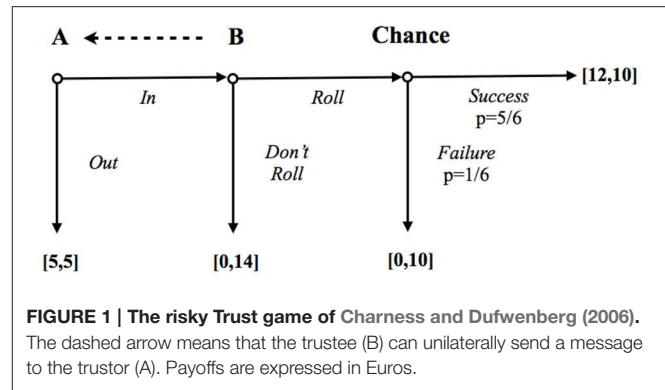 A B Chance
In Roll Success [12,10]
p=5/6
Out Don't Failure
Roll p=1/6
[5,5] [0,14] [0,10]
FIGURE 1 | The risky Trust game of Charness and Dufwenberg (2006).
The dashed arrow means that the trustee (B) can unilaterally send a message
to the trustor (A). Payoffs are expressed in Euros.